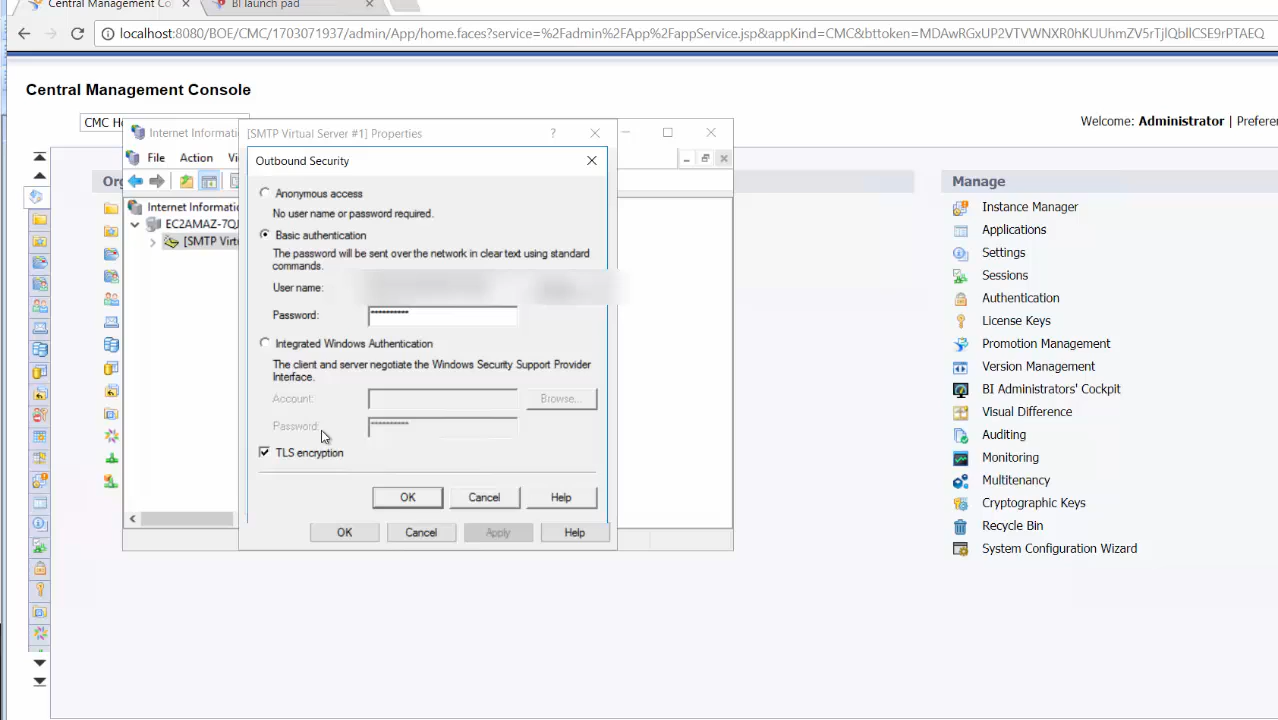 Central Management Co
BI launch pad
localhost:8080/BOE/CMC/1703071937/admin/App/home.faces?service=%2Fadmin%2FApp%2FappService.jsp&appKind=CMC&bttoken=MDAwRGxUP2VTVWNXR0hKUUhmZV5rTjlQbllCSE9rPTAEQ
Central Management Console
CMC H
Welcome: Administrator | Prefere
Internet Informati
[SMTP Virtual Server #1] Properties
File Action Vi
Outbound Security
Org
Internet Informati
EC2AMAZ-7QJ
[SMTP Virt
Anonymous access
No user name or password required.
Basic authentication
The password will be sent over the network in clear text using standard
commands.
User name:
Password: **********
Integrated Windows Authentication
The client and server negotiate the Windows Security Support Provider
Interface.
Account: Browse...
Password: **********
TLS encryption
OK Cancel Help
OK Cancel Apply Help
Manage
Instance Manager
Applications
Settings
Sessions
Authentication
License Keys
Promotion Management
Version Management
BI Administrators' Cockpit
Visual Difference
Auditing
Monitoring
Multitenancy
Cryptographic Keys
Recycle Bin
System Configuration Wizard